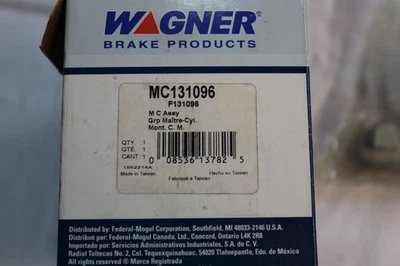 WAGNER®
BRAKE PRODUCTS
MC131096
F131096
M C Assy
Grp Maître-Cyl.
Mont. C. M.
QTY. 1
QTÉ. 1
CANT. 1
0 08536 13782 5
1562214A
Made in Taiwan
Fabriqué a Taiwan
Hecho en Taiwan
Distributed by: Federal-Mogul Corporation, Southfield, MI 48033-2146 U.S.A.
Distribué par: Federal-Mogul Canada, Ltd., Concord, Ontario L4K 2R8
Importado por: Servicios Administrativos Industriales, S.A. de C.V.
Radial Toltecas No. 2, Col. Tequexquinahuac, 54020 Tlalnepantla, Edo. de México
All rights reserved ® Marca Registrada